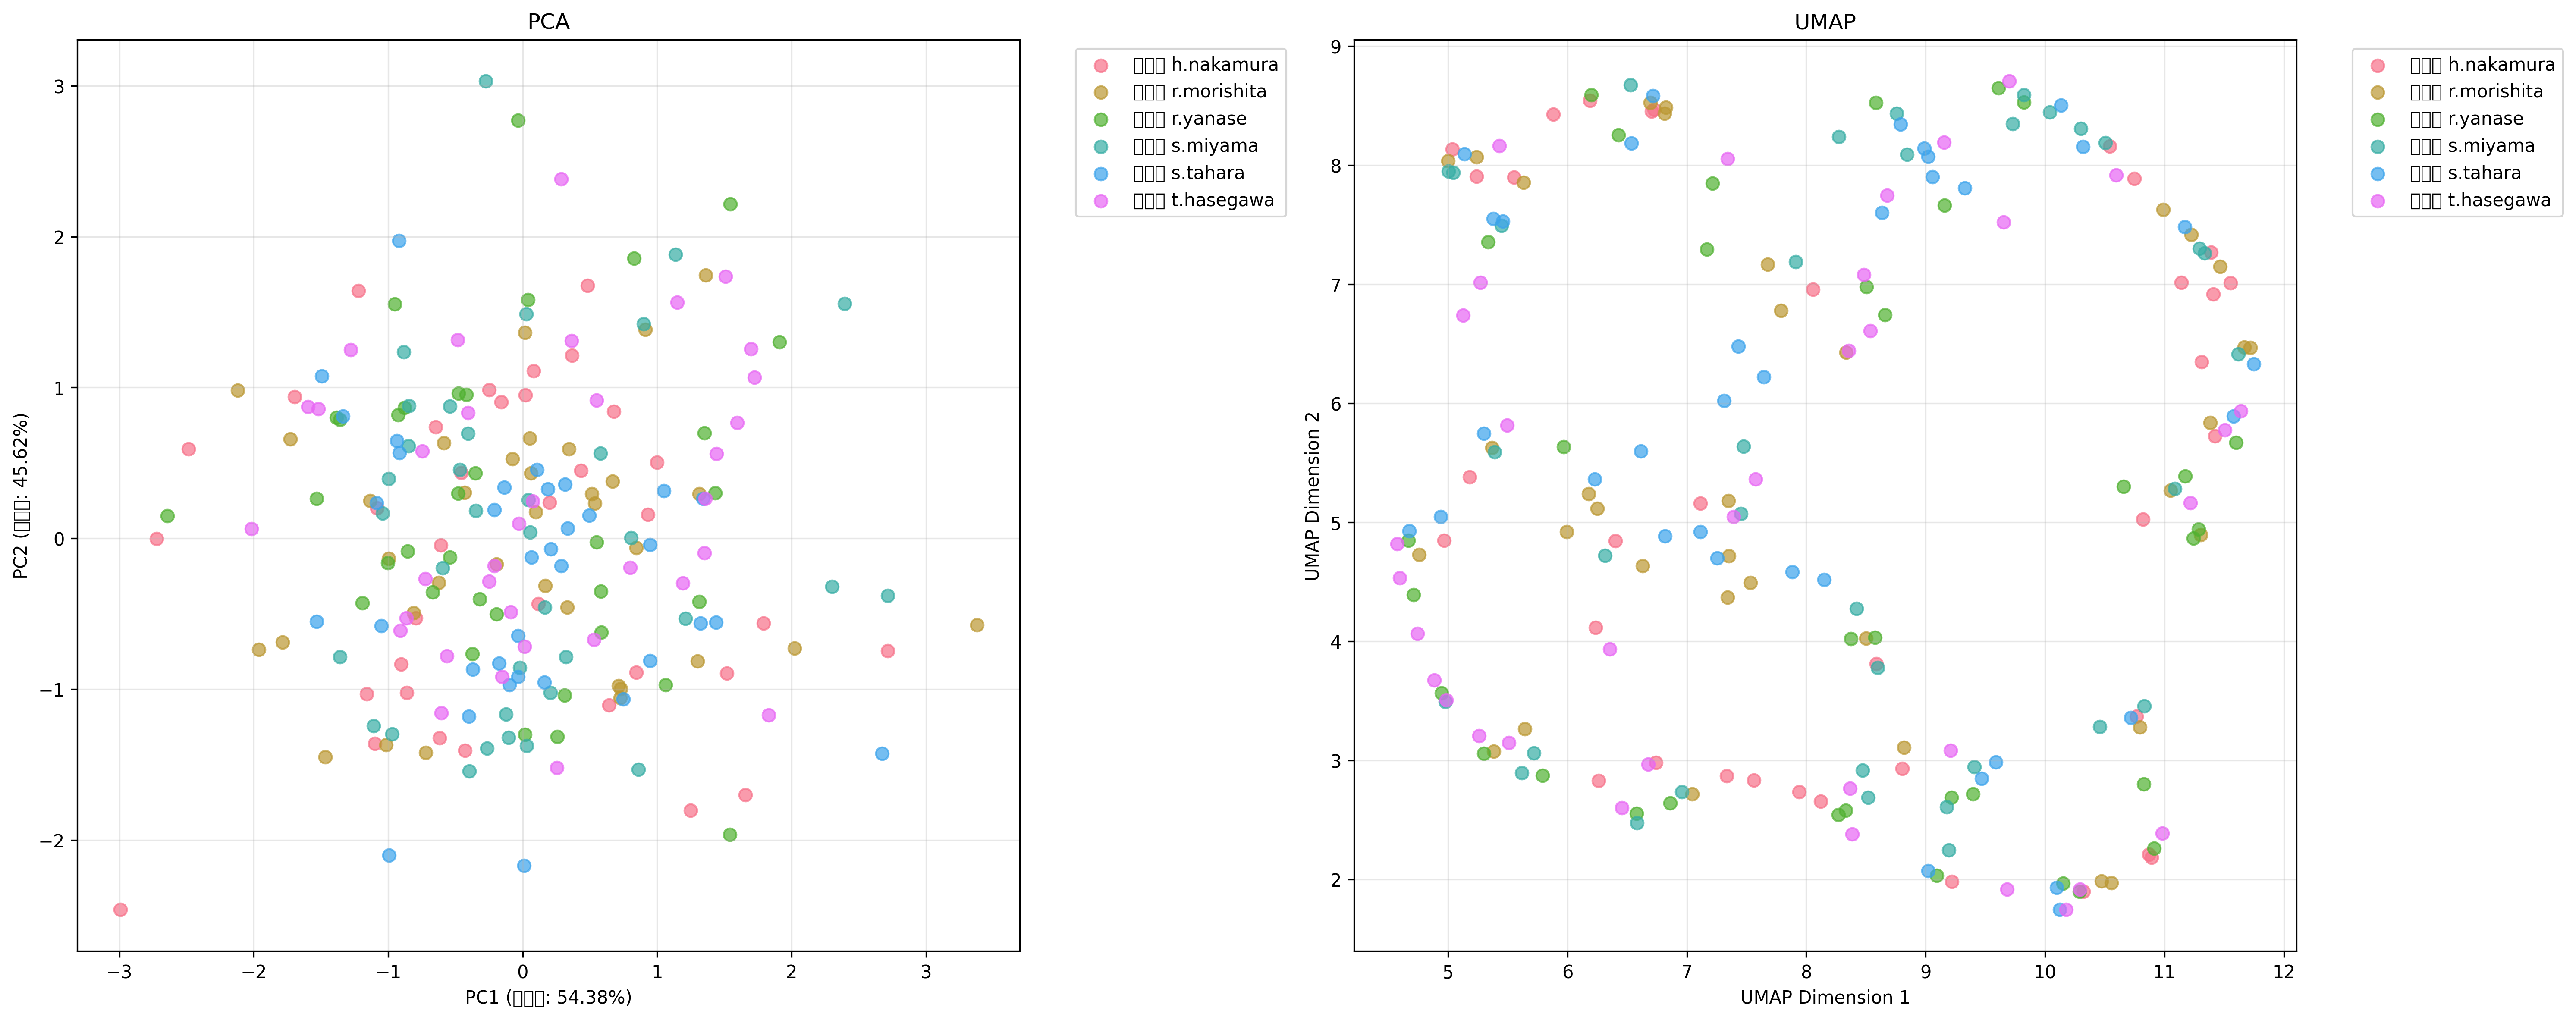 PCA
3
2
1
0
−1
−2
PC2 (: 45.62%)
−3
−2
−1
0
1
2
3
PC1 (: 54.38%)
h.nakamura
r.morishita
r.yanase
s.miyama
s.tahara
t.hasegawa
UMAP
9
8
7
6
5
4
3
2
UMAP Dimension 2
5
6
7
8
9
10
11
12
UMAP Dimension 1
h.nakamura
r.morishita
r.yanase
s.miyama
s.tahara
t.hasegawa